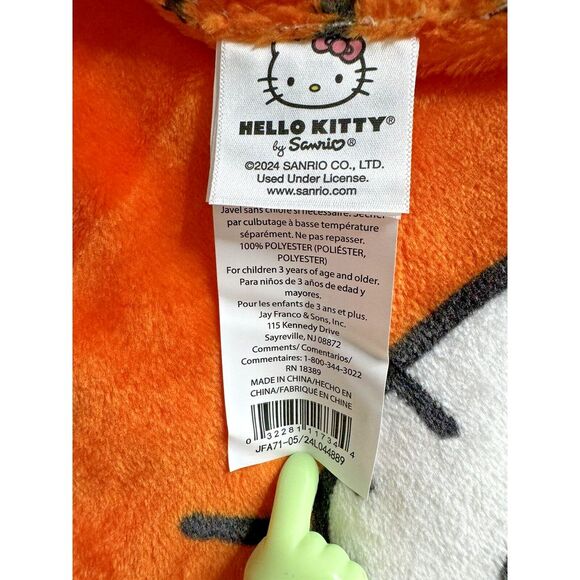 HELLO KITTY®
by Sanrio®
©2024 SANRIO CO., LTD.
Used Under License.
www.sanrio.com
Javel sans chlore si nécessaire. Sécher
par culbutage à basse température
séparément. Ne pas repasser.
100% POLYESTER (POLIÉSTER,
POLYESTER)
For children 3 years of age and older.
Para niños de 3 años de edad y
mayores.
Pour les enfants de 3 ans et plus.
Jay Franco & Sons, Inc.
115 Kennedy Drive
Sayreville, NJ 08872
Comments/ Comentarios/
Commentaires: 1-800-344-3022
RN 18389
MADE IN CHINA/HECHO EN
CHINA/FABRIQUÉ EN CHINE
0 32281 11734 4
JFA71-05/24L044889